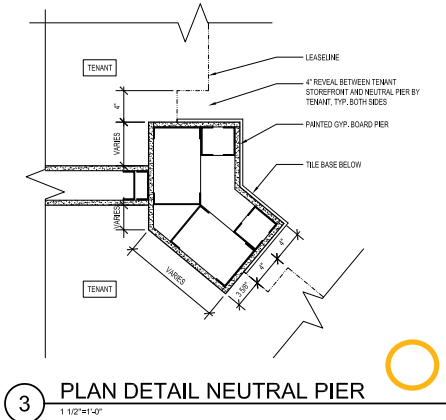 TENANT
LEASELINE
4" REVEAL BETWEEN TENANT
STOREFRONT AND NEUTRAL PIER BY
TENANT, TYP. BOTH SIDES
4"
PAINTED GYP. BOARD PIER
VARIES
TILE BASE BELOW
VARIES
4"
4"
3 5/8"
VARIES
TENANT
3
PLAN DETAIL NEUTRAL PIER
1 1/2"=1'-0"